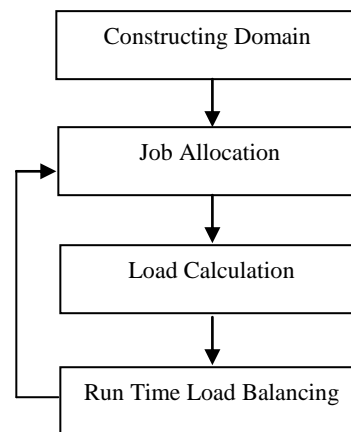 Constructing Domain
Job Allocation
Load Calculation
Run Time Load Balancing